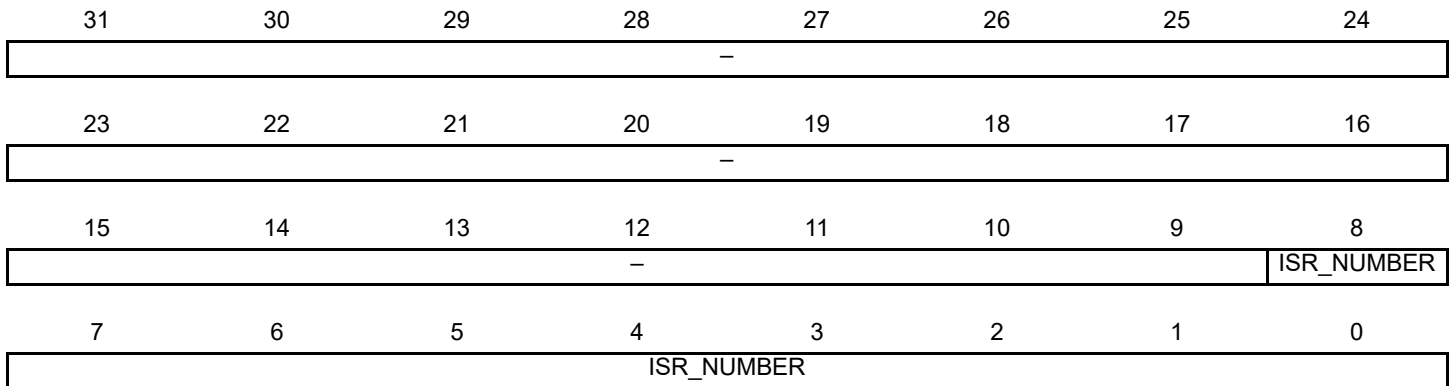 31 30 29 28 27 26 25 24
–
23 22 21 20 19 18 17 16
–
15 14 13 12 11 10 9 8
– ISR_NUMBER
7 6 5 4 3 2 1 0
ISR_NUMBER